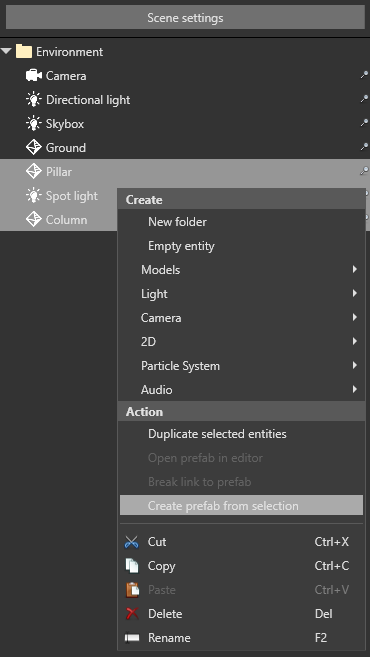 Scene settings
Environment
Camera
Directional light
Skybox
Ground
Pillar
Spot light
Column
Create
New folder
Empty entity
Models
Light
Camera
2D
Particle System
Audio
Action
Duplicate selected entities
Open prefab in editor
Break link to prefab
Create prefab from selection
Cut Ctrl+X
Copy Ctrl+C
Paste Ctrl+V
Delete Del
Rename F2